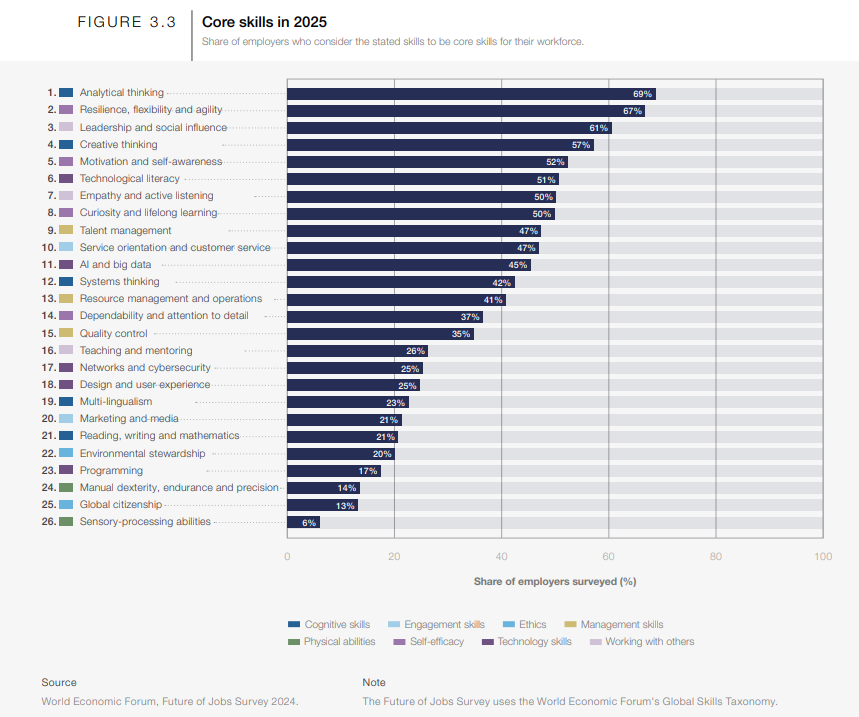 FIGURE 3.3
Core skills in 2025
Share of employers who consider the stated skills to be core skills for their workforce.
1. Analytical thinking 69%
2. Resilience, flexibility and agility 67%
3. Leadership and social influence 61%
4. Creative thinking 57%
5. Motivation and self-awareness 52%
6. Technological literacy 51%
7. Empathy and active listening 50%
8. Curiosity and lifelong learning 50%
9. Talent management 47%
10. Service orientation and customer service 47%
11. AI and big data 45%
12. Systems thinking 42%
13. Resource management and operations 41%
14. Dependability and attention to detail 37%
15. Quality control 35%
16. Teaching and mentoring 26%
17. Networks and cybersecurity 25%
18. Design and user experience 25%
19. Multi-lingualism 23%
20. Marketing and media 21%
21. Reading, writing and mathematics 21%
22. Environmental stewardship 20%
23. Programming 17%
24. Manual dexterity, endurance and precision 14%
25. Global citizenship 13%
26. Sensory-processing abilities 6%
0 20 40 60 80 100
Share of employers surveyed (%)
Cognitive skills Engagement skills Ethics Management skills
Physical abilities Self-efficacy Technology skills Working with others
Source
World Economic Forum, Future of Jobs Survey 2024.
Note
The Future of Jobs Survey uses the World Economic Forum's Global Skills Taxonomy.